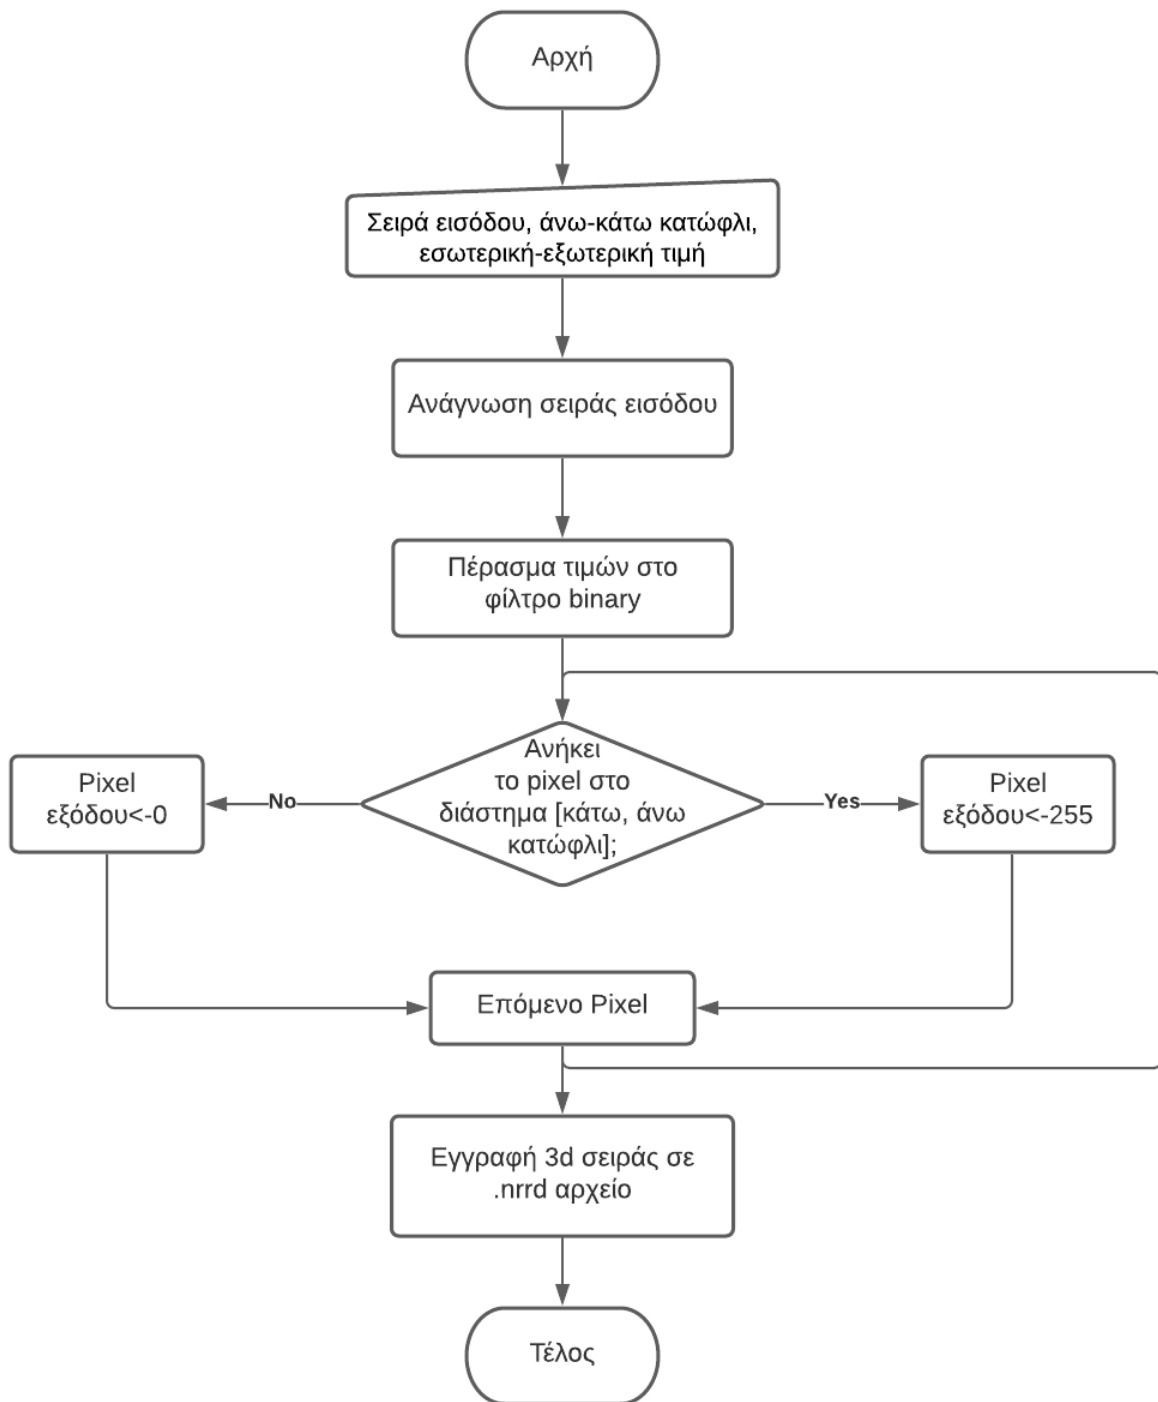 Αρχή
Σειρά εισόδου, άνω-κάτω κατώφλι,
εσωτερική-εξωτερική τιμή
Ανάγνωση σειράς εισόδου
Πέρασμα τιμών στο
φίλτρο binary
Ανήκει
το pixel στο
διάστημα [κάτω, άνω
κατώφλι];
No
Yes
Pixel
εξόδου<-0
Pixel
εξόδου<-255
Επόμενο Pixel
Εγγραφή 3d σειράς σε
.nrrd αρχείο
Τέλος